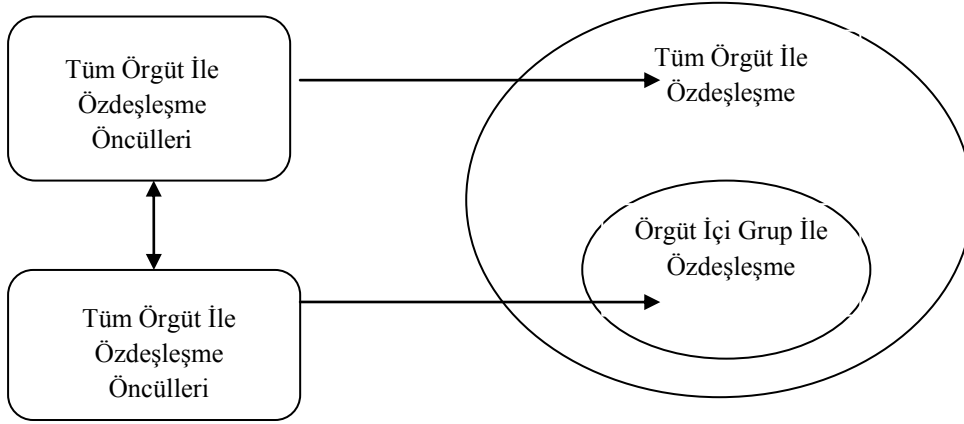 Tüm Örgüt İle
Özdeşleşme
Öncülleri
Tüm Örgüt İle
Özdeşleşme
Örgüt İçi Grup İle
Özdeşleşme
Tüm Örgüt İle
Özdeşleşme
Öncülleri